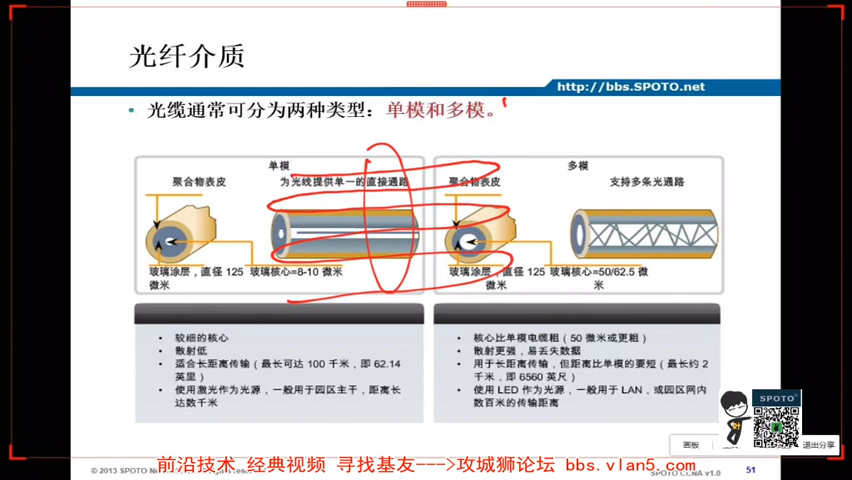 光纤介质
http://bbs.SPOTO.net
• 光缆通常可分为两种类型：单模和多模。
单模
聚合物表皮
为光线提供单一的直接通路
玻璃涂层，直径 125
微米
玻璃核心=8-10 微米
多模
聚合物表皮
支持多条光通路
玻璃涂层，直径 125
微米
玻璃核心=50/62.5 微
米
• 较细的核心
• 散射低
• 适合长距离传输（最长可达 100 千米，即 62.14
英里）
• 使用激光作为光源，一般用于园区主干，距离长
达数千米
• 核心比单模电缆粗（50 微米或更粗）
• 散射更强，易丢失数据
• 用于长距离传输，但距离比单模的要短（最长约 2
千米，即 6560 英尺）
• 使用 LED 作为光源，一般用于 LAN，或园区网内
数百米的传输距离
SPOTO
画板
退出分享
© 2013 SPOTO
前沿技术 经典视频 寻找基友--->攻城狮论坛 bbs.vlan5.com
SPOTO CCNA v1.0
51